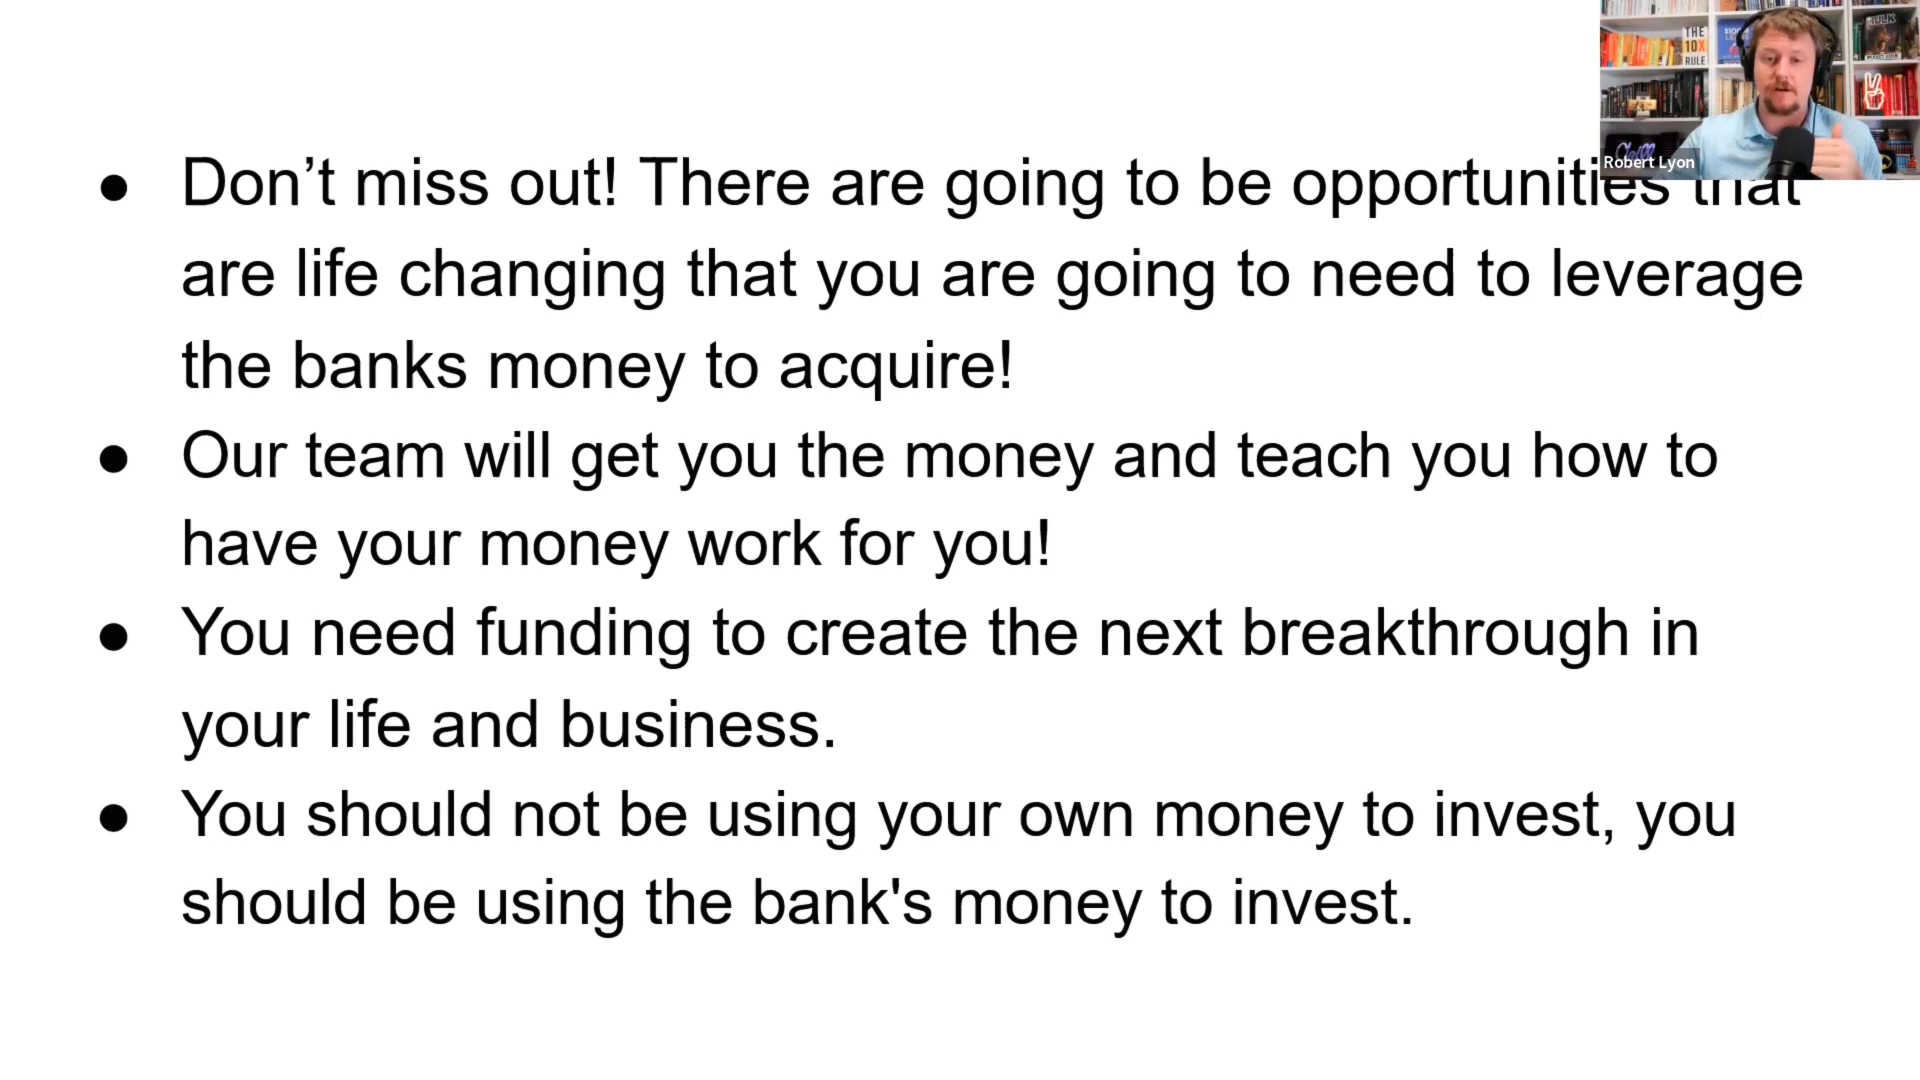 THE
10X
RULE
HULK
Robert Lyon
● Don’t miss out! There are going to be opportunities that
are life changing that you are going to need to leverage
the banks money to acquire!
● Our team will get you the money and teach you how to
have your money work for you!
● You need funding to create the next breakthrough in
your life and business.
● You should not be using your own money to invest, you
should be using the bank's money to invest.